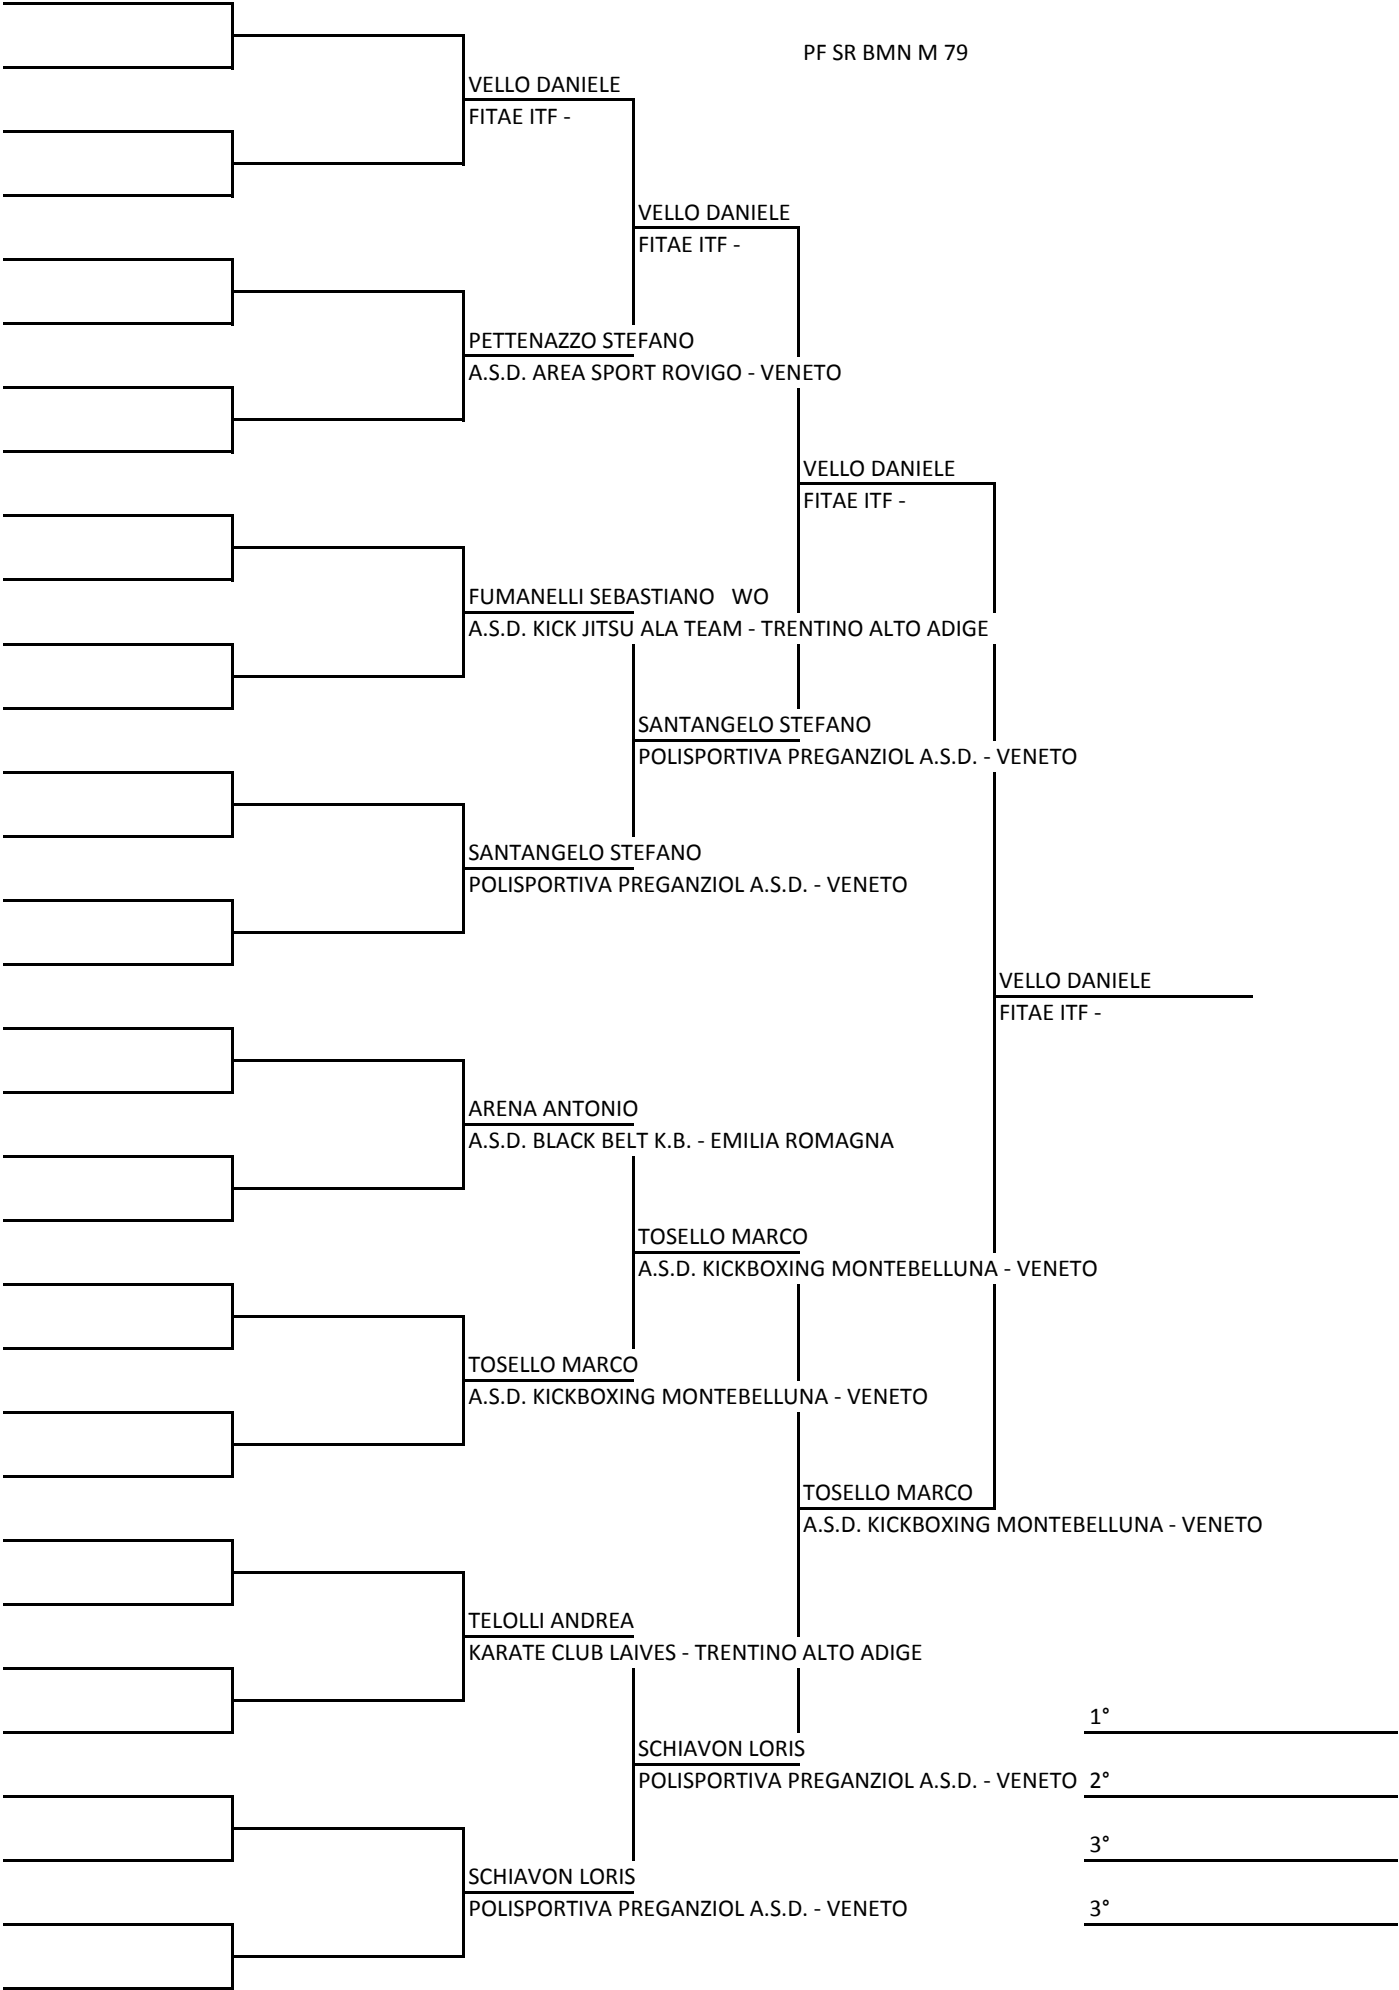 PF SR BMN M 79
VELLO DANIELE
FITAE ITF -
VELLO DANIELE
FITAE ITF -
PETTENAZZO STEFANO
A.S.D. AREA SPORT ROVIGO - VENETO
VELLO DANIELE
FITAE ITF -
FUMANELLI SEBASTIANO WO
A.S.D. KICK JITSU ALA TEAM - TRENTINO ALTO ADIGE
SANTANGELO STEFANO
POLISPORTIVA PREGANZIOL A.S.D. - VENETO
SANTANGELO STEFANO
POLISPORTIVA PREGANZIOL A.S.D. - VENETO
VELLO DANIELE
FITAE ITF -
ARENA ANTONIO
A.S.D. BLACK BELT K.B. - EMILIA ROMAGNA
TOSELLO MARCO
A.S.D. KICKBOXING MONTEBELLUNA - VENETO
TOSELLO MARCO
A.S.D. KICKBOXING MONTEBELLUNA - VENETO
TOSELLO MARCO
A.S.D. KICKBOXING MONTEBELLUNA - VENETO
TELOLLI ANDREA
KARATE CLUB LAIVES - TRENTINO ALTO ADIGE
1°
SCHIAVON LORIS
POLISPORTIVA PREGANZIOL A.S.D. - VENETO 2°
3°
SCHIAVON LORIS
POLISPORTIVA PREGANZIOL A.S.D. - VENETO 3°